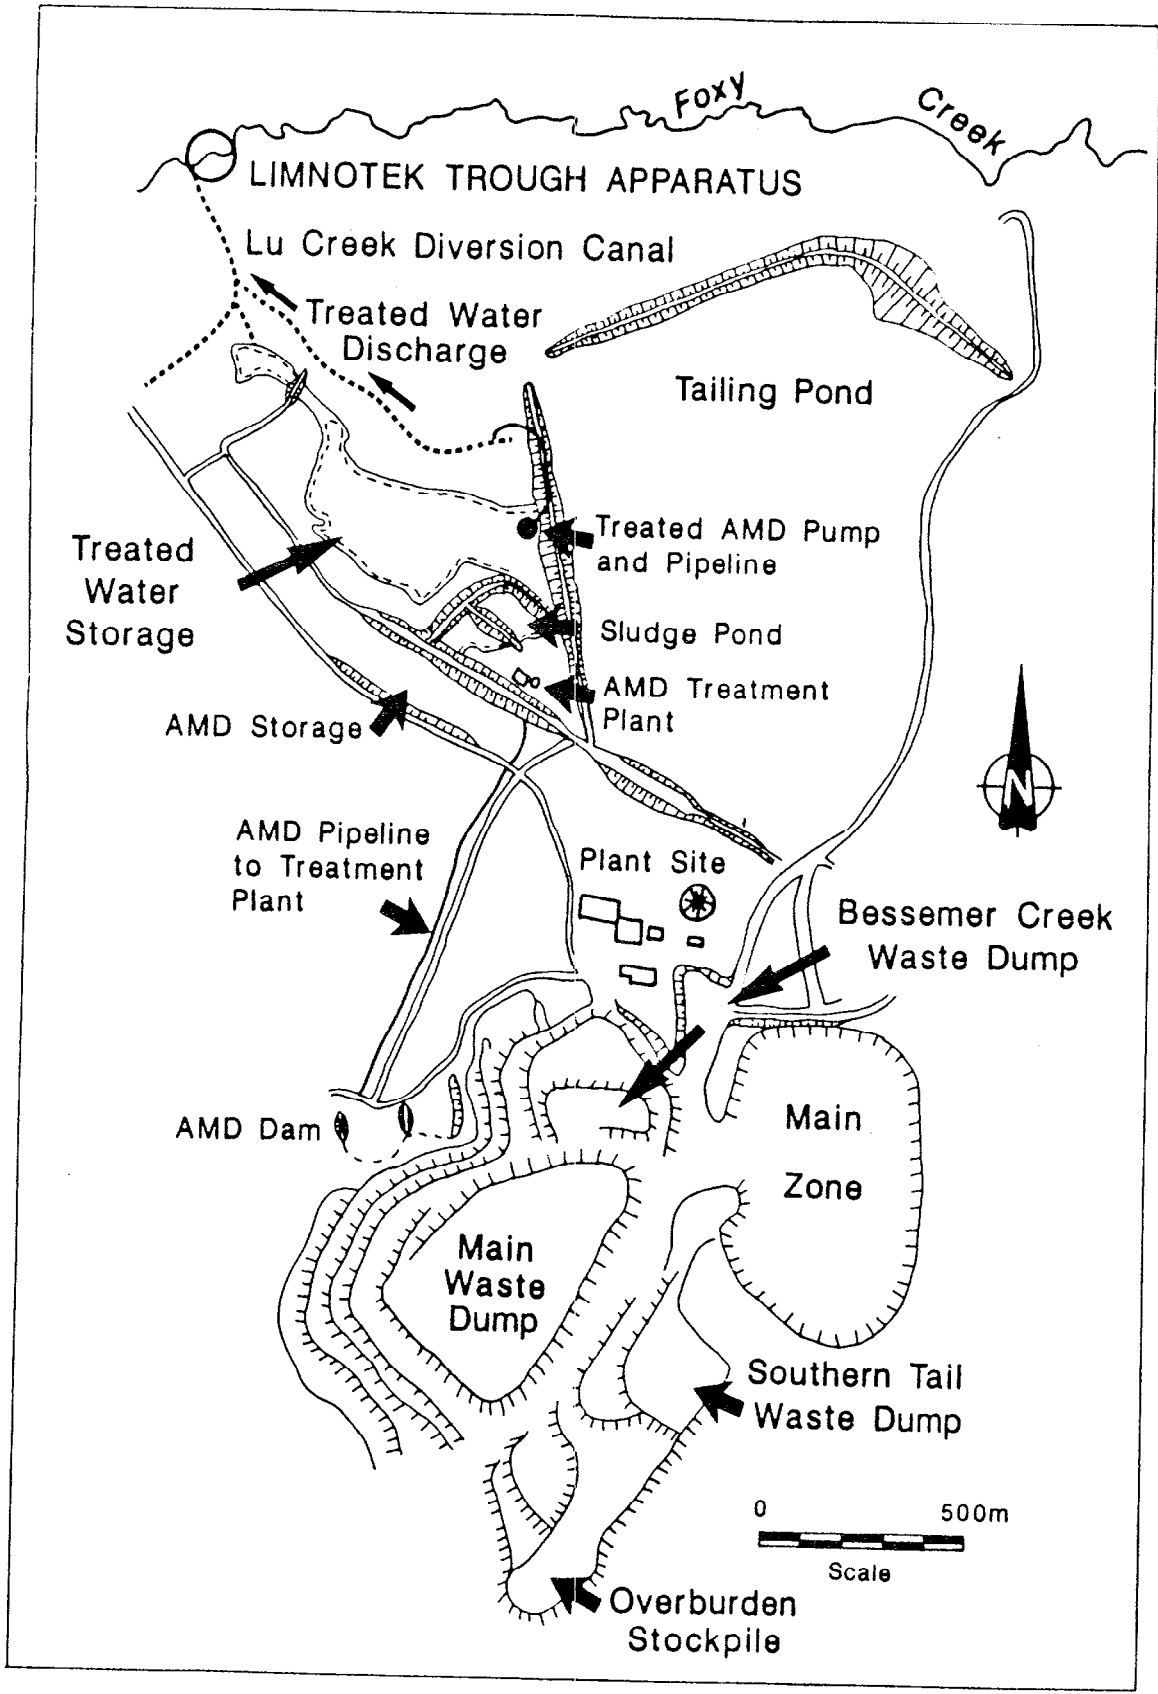 Foxy Creek
LIMNOTEK TROUGH APPARATUS
Lu Creek Diversion Canal
Treated Water
Discharge
Tailing Pond
Treated AMD Pump
and Pipeline
Treated
Water
Storage
Sludge Pond
AMD Treatment
Plant
AMD Storage
N
AMD Pipeline
to Treatment
Plant
Plant Site
Bessemer Creek
Waste Dump
AMD Dam
Main
Zone
Main
Waste
Dump
Southern Tail
Waste Dump
0 500m
Scale
Overburden
Stockpile